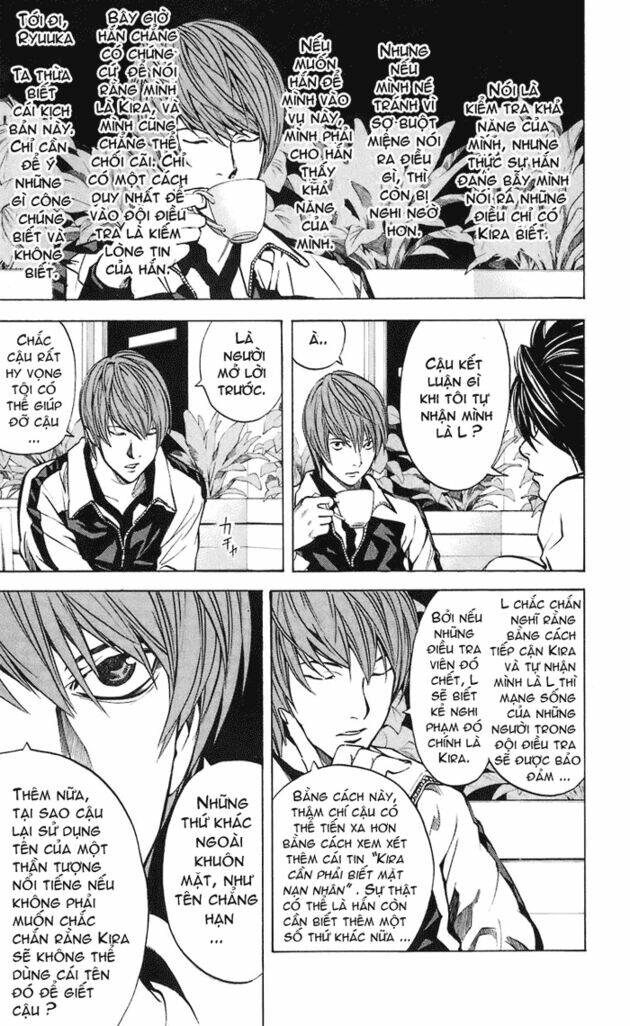 NÓI LÀ
KIỂM TRA KHẢ
NĂNG CỦA
MÌNH, NHƯNG
THỰC SỰ HẮN
ĐANG BẪY MÌNH
NÓI RA NHỮNG
ĐIỀU CHỈ CÓ
KIRA BIẾT.
NHƯNG
NẾU
MÌNH NÉ
TRÁNH VÌ
SỢ BUỘT
MIỆNG NÓI
RA ĐIỀU
GÌ, THÌ
CÒN BỊ
NGHI NGỜ
HƠN.
NẾU
MUỐN
HẮN ĐỂ
MÌNH VÀO
VỤ NÀY,
MÌNH PHẢI
CHO HẮN
THẤY
KHẢ
NĂNG
CỦA
MÌNH.
BÂY GIỜ
HẮN CHẲNG
CÓ CHỨNG
CỨ ĐỂ NÓI
RẰNG MÌNH
LÀ KIRA, VÀ
MÌNH CŨNG
CHẲNG THỂ
CHỐI CÃI. CHỈ
CÓ MỘT CÁCH
DUY NHẤT ĐỂ
VÀO ĐỘI ĐIỀU
TRA LÀ KIẾM
LÒNG TIN
CỦA HẮN.
TỚI ĐI,
RYUUKA
TA THỪA
BIẾT
CÁI KỊCH
BẢN NÀY.
CHỈ CẦN
ĐỂ Ý
NHỮNG
GÌ CÔNG
CHÚNG
BIẾT VÀ
KHÔNG
BIẾT.
CẬU KẾT
LUẬN GÌ
KHI TÔI TỰ
NHẬN MÌNH
LÀ L ?
À..
LÀ
NGƯỜI
MỞ LỜI
TRƯỚC.
CHẮC
CẬU RẤT
HY VỌNG
TÔI CÓ
THỂ GIÚP
ĐỠ CẬU
...
カチャ
L CHẮC CHẮN
NGHĨ RẰNG
BẰNG CÁCH
TIẾP CẬN KIRA
VÀ TỰ NHẬN
MÌNH LÀ L THÌ
MẠNG SỐNG
CỦA NHỮNG
NGƯỜI TRONG
ĐỘI ĐIỀU TRA
SẼ ĐƯỢC BẢO
ĐẢM ...
BỞI NẾU
NHỮNG
ĐIỀU TRA
VIÊN ĐÓ
CHẾT, L SẼ
BIẾT
KẺ NGHI
PHẠM ĐÓ
CHÍNH LÀ
KIRA.
BẰNG CÁCH NÀY,
THẬM CHÍ CẬU CÓ
THỂ TIẾN XA HƠN
BẰNG CÁCH XEM XÉT
THÊM CÁI TIN “KIRA
CẦN PHẢI BIẾT MẶT
NẠN NHÂN”. SỰ THẬT
CÓ THỂ LÀ HẮN CÒN
CẦN BIẾT THÊM MỘT
SỐ THỨ KHÁC NỮA ...
NHỮNG
THỨ KHÁC
NGOÀI
KHUÔN
MẶT, NHƯ
TÊN CHẲNG
HẠN
...
THÊM NỮA,
TẠI SAO CẬU
LẠI SỬ DỤNG
TÊN CỦA MỘT
THẦN TƯỢNG
NỔI TIẾNG NẾU
KHÔNG PHẢI
MUỐN CHẮC
CHẮN RẰNG KIRA
SẼ KHÔNG THỂ
DÙNG CÁI TÊN
ĐÓ ĐỂ GIẾT
CẬU ?